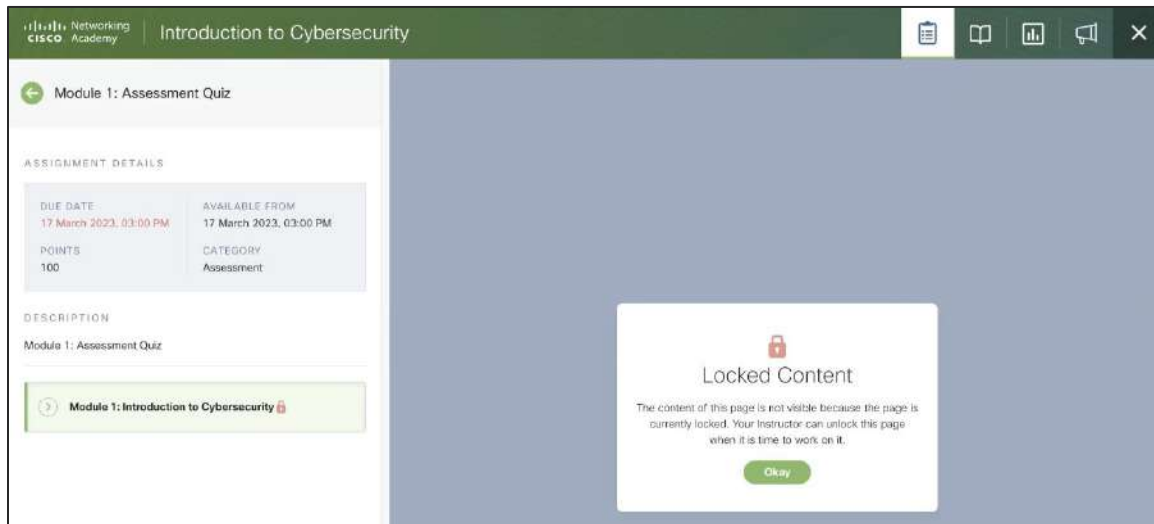 Networking
CISCO Academy
Introduction to Cybersecurity
Module 1: Assessment Quiz
ASSIGNMENT DETAILS
DUE DATE
17 March 2023, 03:00 PM
AVAILABLE FROM
17 March 2023, 03:00 PM
POINTS
100
CATEGORY
Assessment
DESCRIPTION
Module 1: Assessment Quiz
Module 1: Introduction to Cybersecurity
Locked Content
The content of this page is not visible because the page is
currently locked. Your Instructor can unlock this page
when it is time to work on it.
Okay